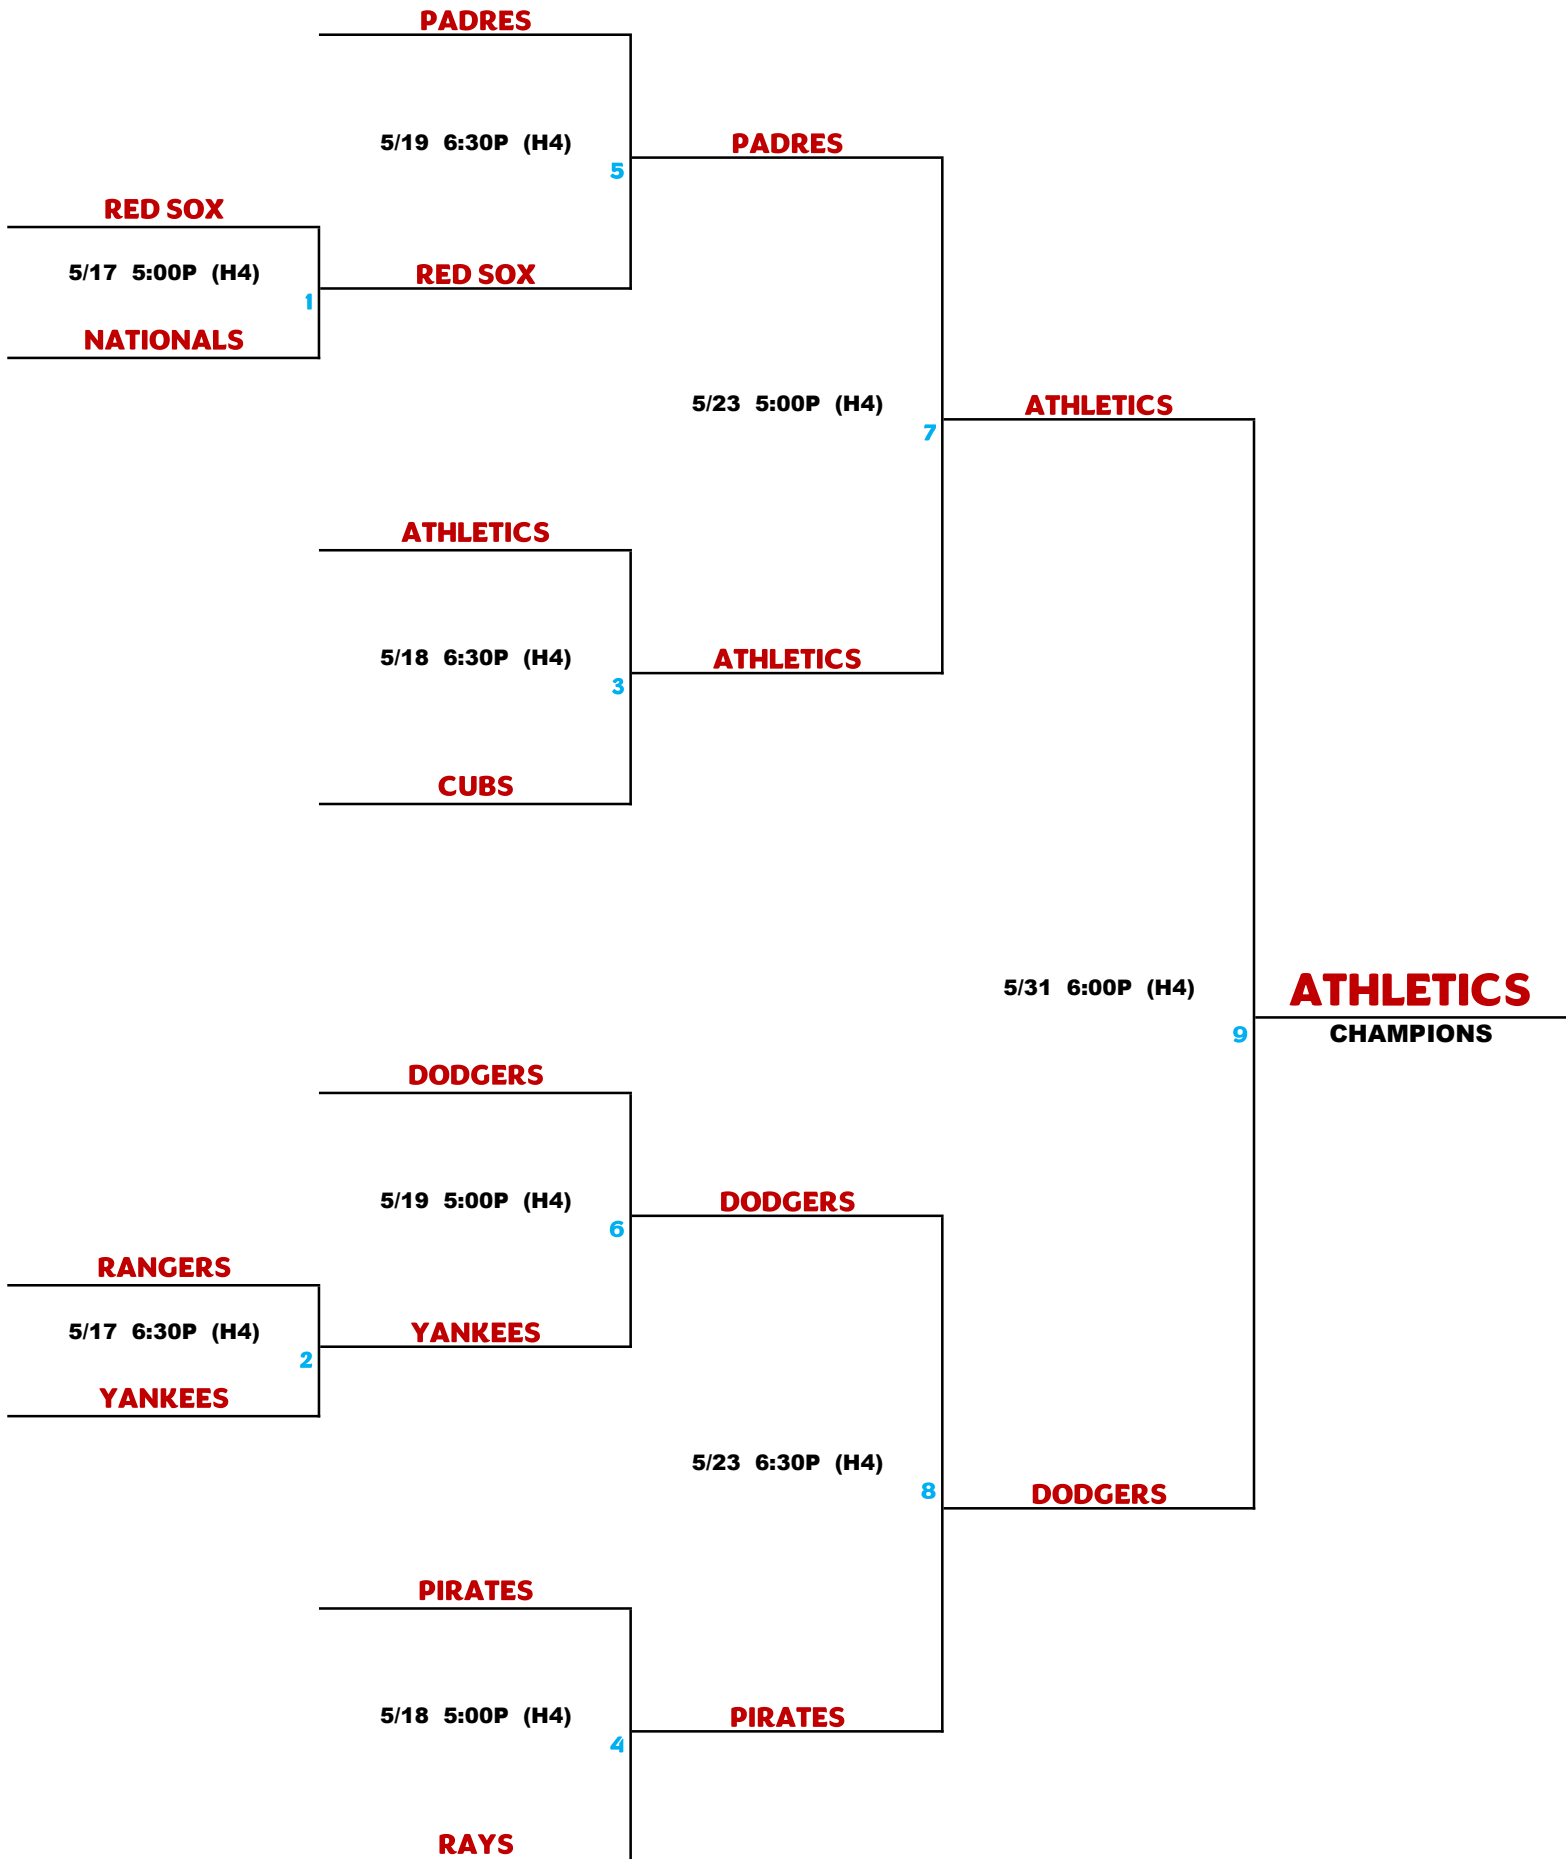 PADRES
5/19 6:30P (H4)
PADRES
5
RED SOX
5/17 5:00P (H4)
RED SOX
1
NATIONALS
5/23 5:00P (H4)
ATHLETICS
7
ATHLETICS
5/18 6:30P (H4)
ATHLETICS
3
CUBS
5/31 6:00P (H4)
ATHLETICS
9
CHAMPIONS
DODGERS
5/19 5:00P (H4)
DODGERS
6
RANGERS
5/17 6:30P (H4)
YANKEES
2
YANKEES
5/23 6:30P (H4)
8
DODGERS
PIRATES
5/18 5:00P (H4)
PIRATES
4
RAYS